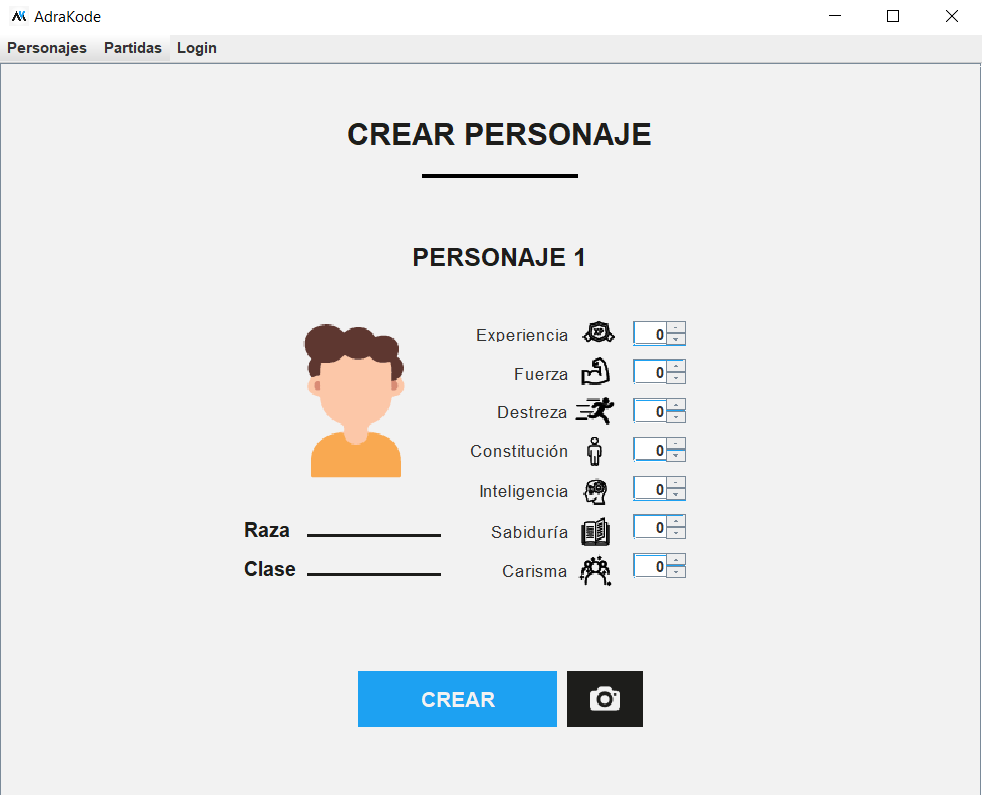 AdraKode
Personajes Partidas Login
CREAR PERSONAJE
PERSONAJE 1
Experiencia 0
Fuerza 0
Destreza 0
Constitución 0
Inteligencia 0
Raza
Sabiduría 0
Clase
Carisma 0
CREAR